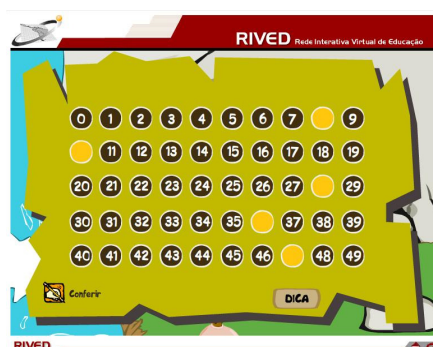 RIVED Rede Interativa Virtual de Educação
0 1 2 3 4 5 6 7 9
11 12 13 14 15 16 17 18 19
20 21 22 23 24 25 26 27 29
30 31 32 33 34 35 37 38 39
40 41 42 43 44 45 46 48 49
Conferir DICA
RIVED